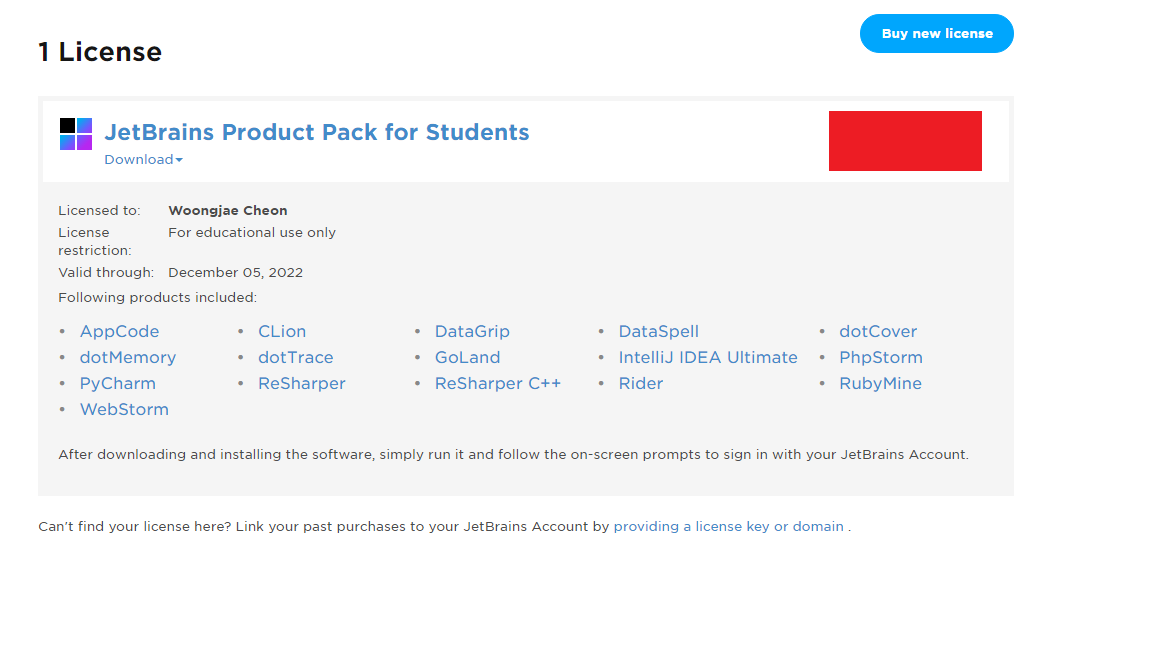 Buy new license
1 License
JetBrains Product Pack for Students
Download
Licensed to: Woongjae Cheon
License restriction: For educational use only
Valid through: December 05, 2022
Following products included:
• AppCode • CLion • DataGrip • DataSpell • dotCover
• dotMemory • dotTrace • GoLand • IntelliJ IDEA Ultimate • PhpStorm
• PyCharm • ReSharper • ReSharper C++ • Rider • RubyMine
• WebStorm
After downloading and installing the software, simply run it and follow the on-screen prompts to sign in with your JetBrains Account.
Can't find your license here? Link your past purchases to your JetBrains Account by providing a license key or domain .